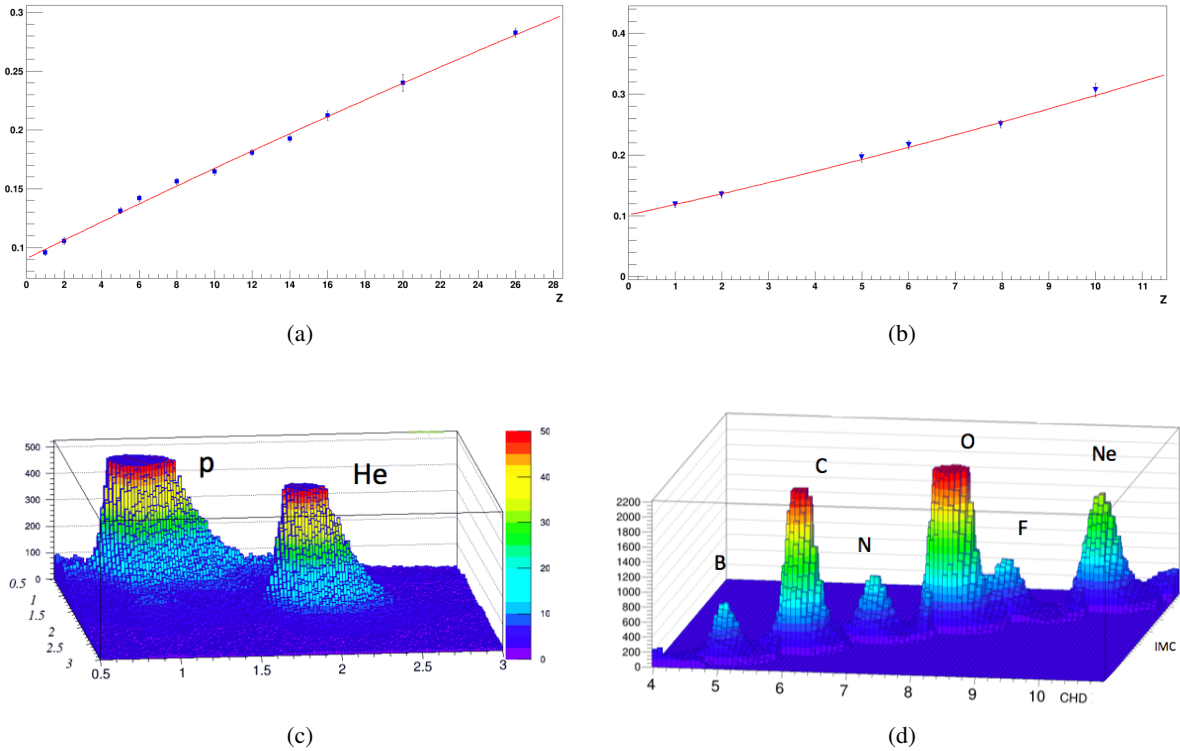 0.3
0.25
0.2
0.15
0.1
0 2 4 6 8 10 12 14 16 18 20 22 24 26 28
Z
(a)
0.4
0.3
0.2
0.1
0
0 1 2 3 4 5 6 7 8 9 10 11
Z
(b)
500
400
300
200
100
0
0.5
1
1.5
2
2.5
3
0.5 1 1.5 2 2.5 3
p
He
50
40
30
20
10
0
(c)
2200
2000
1800
1600
1400
1200
1000
800
600
400
200
0
4 5 6 7 8 9 10 CHD
IMC
B
C
N
O
F
Ne
(d)